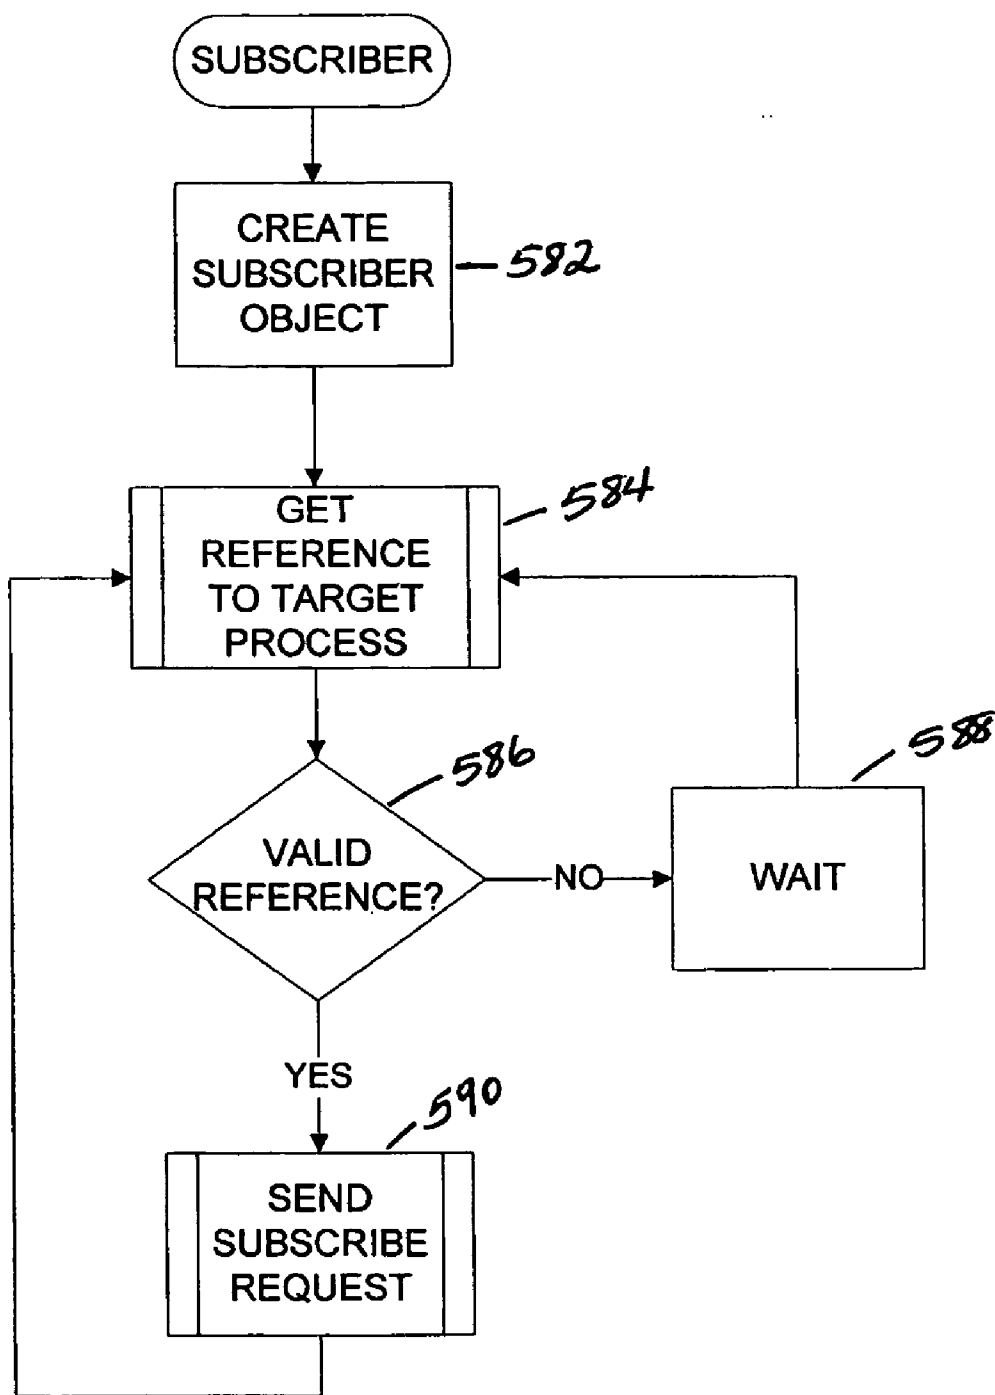 SUBSCRIBER
CREATE
SUBSCRIBER
OBJECT
582
GET
REFERENCE
TO TARGET
PROCESS
584
586
VALID
REFERENCE?
NO
588
WAIT
YES
590
SEND
SUBSCRIBE
REQUEST